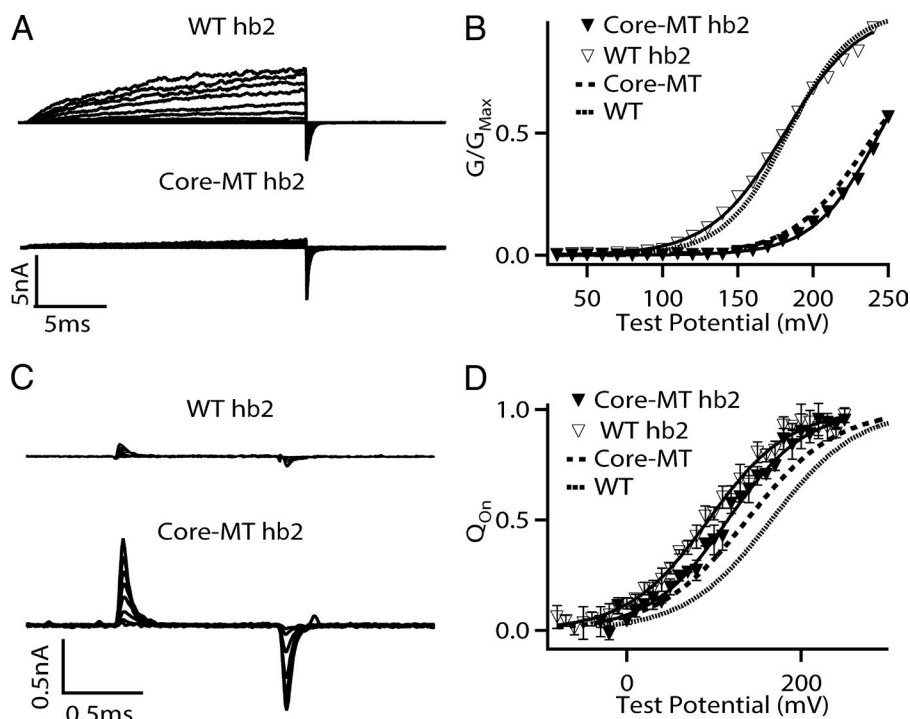 A
WT hb2
Core-MT hb2
5nA
5ms
B
Core-MT hb2
WT hb2
Core-MT
WT
G/GMax
0.5
0.0
50 100 150 200 250
Test Potential (mV)
C
WT hb2
Core-MT hb2
0.5nA
0.5ms
D
Core-MT hb2
WT hb2
Core-MT
WT
QOn
1.0
0.5
0.0
0 200
Test Potential (mV)